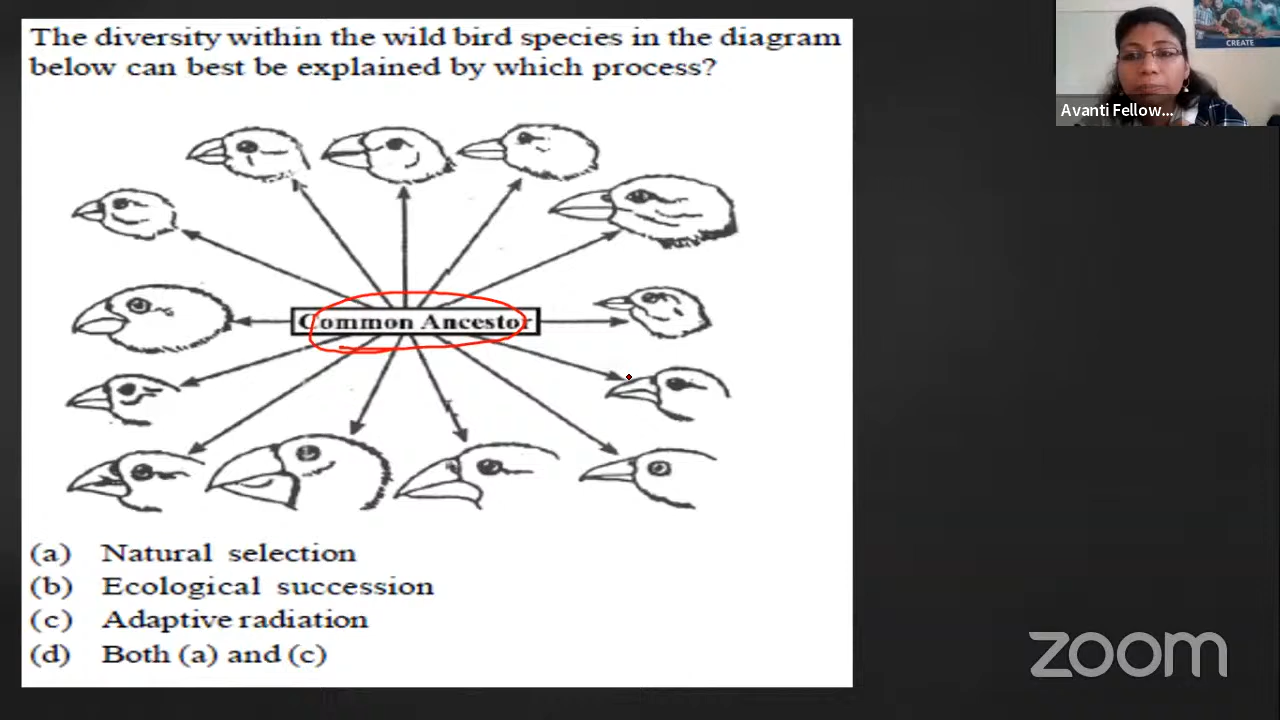 The diversity within the wild bird species in the diagram
below can best be explained by which process?
CREATE
Avanti Fellow...
Common Ancestor
(a) Natural selection
(b) Ecological succession
(c) Adaptive radiation
(d) Both (a) and (c)
zoom